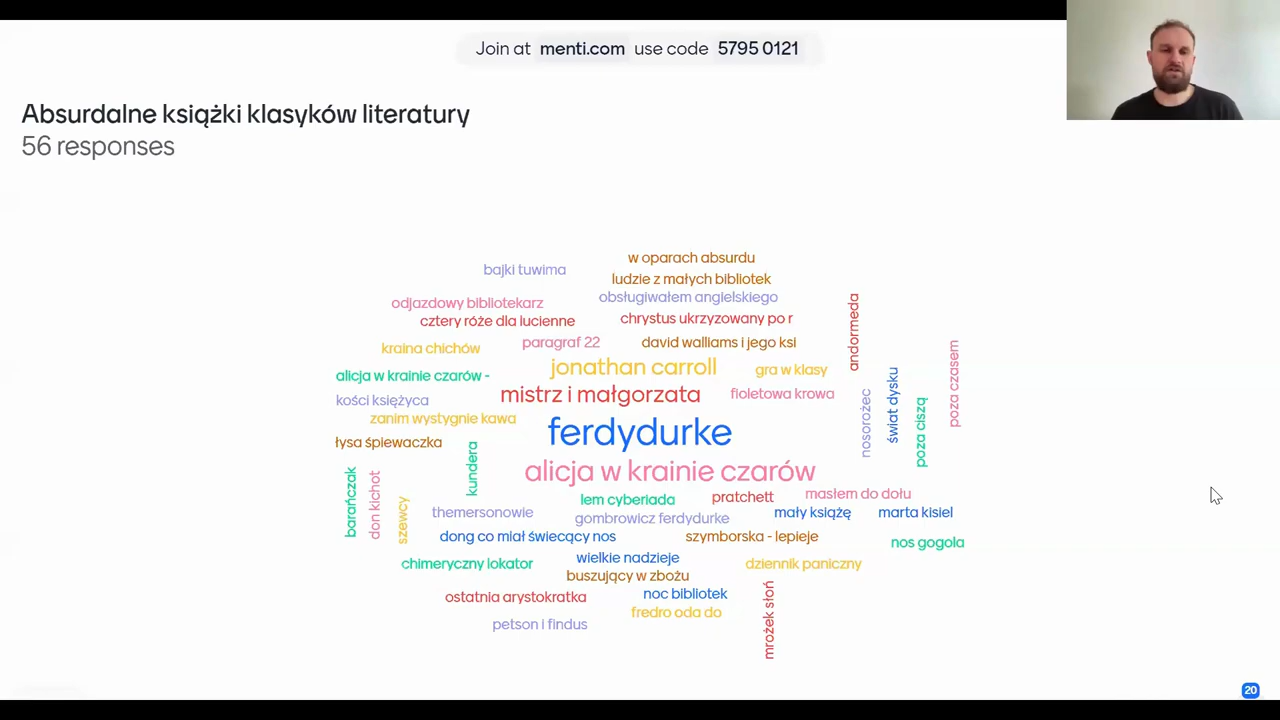 Join at menti.com use code 5795 0121
Absurdalne książki klasyków literatury
56 responses
w oparach absurdu
bajki tuwima
ludzie z małych bibliotek
obsługiwałem angielskiego
odjazdowy bibliotekarz
cztery róże dla lucienne
chrystus ukrzyzowany po r
andormeda
paragraf 22
david walliams i jego ksi
kraina chichów
jonathan carroll
gra w klasy
poza czasem
alicja w krainie czarów -
mistrz i małgorzata
fioletowa krowa
świat dysku
kości księżyca
nosorożec
zanim wystygnie kawa
ferdydurke
poza ciszą
łysa śpiewaczka
kundera
alicja w krainie czarów
barańczak
don kichot
szewcy
lem cyberiada
pratchett
masłem do dołu
themersonowie
gombrowicz ferdydurke
mały książę
marta kisiel
dong co miał świecący nos
szymborska - lepieje
nos gogola
chimeryczny lokator
wielkie nadzieje
dziennik paniczny
buszujący w zbożu
ostatnia arystokratka
noc bibliotek
mrożek słoń
fredro oda do
petson i findus
20